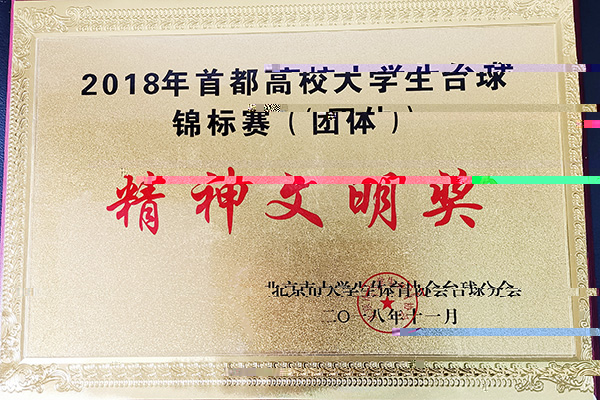 2018年首都高校大学生台球
锦标赛（团体）
精神文明奖
北京市大学生体育协会台球分会
二〇一八年十一月